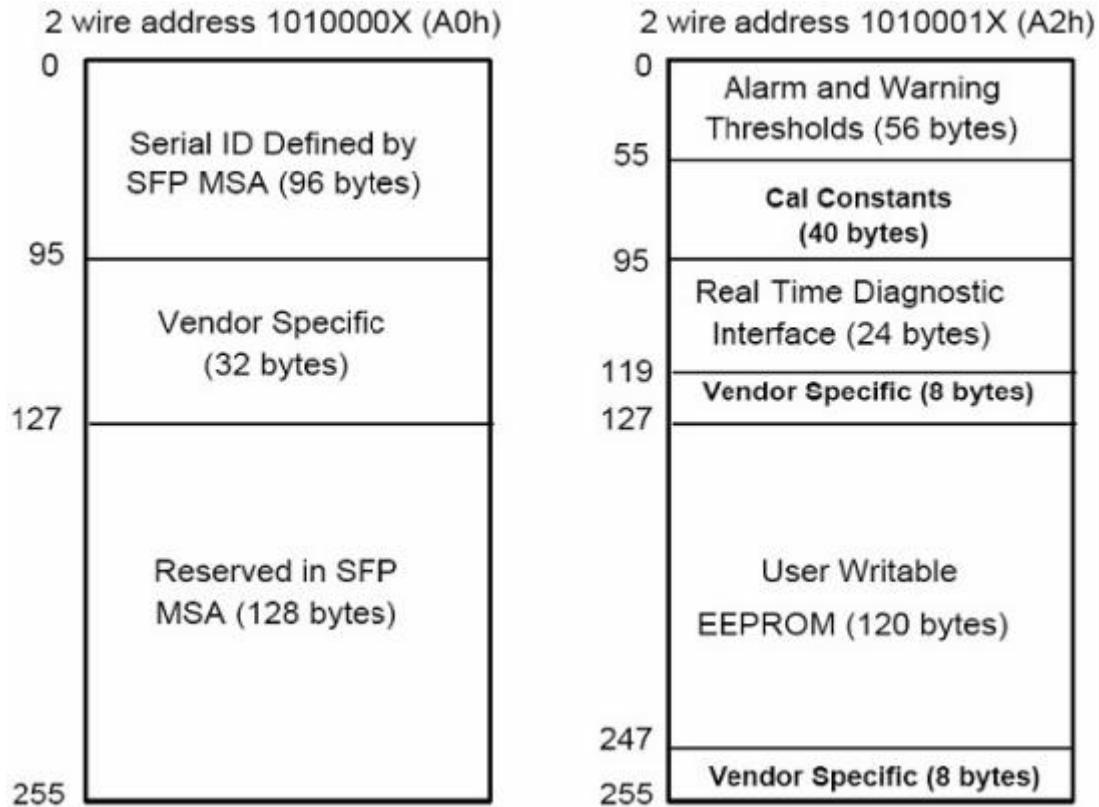 2 wire address 1010000X (A0h)
0
Serial ID Defined by
SFP MSA (96 bytes)
95
Vendor Specific
(32 bytes)
127
Reserved in SFP
MSA (128 bytes)
255
2 wire address 1010001X (A2h)
0
Alarm and Warning
Thresholds (56 bytes)
55
Cal Constants
(40 bytes)
95
Real Time Diagnostic
Interface (24 bytes)
119
Vendor Specific (8 bytes)
127
User Writable
EEPROM (120 bytes)
247
Vendor Specific (8 bytes)
255